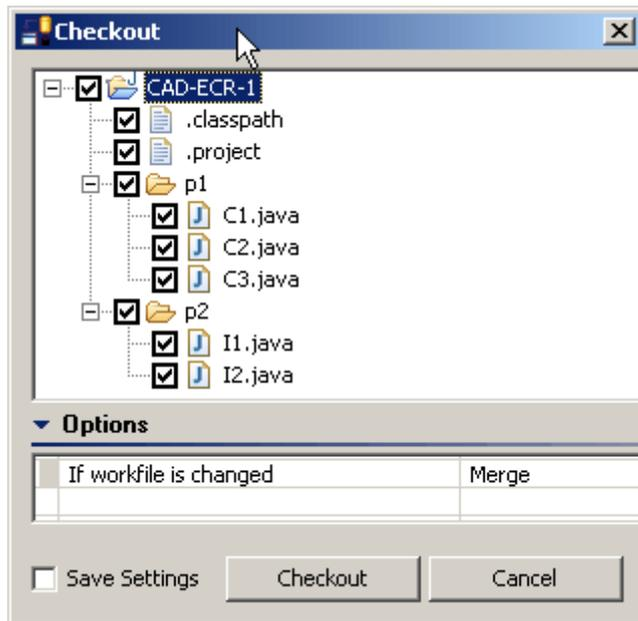 Checkout
CAD-ECR-1
.classpath
.project
p1
C1.java
C2.java
C3.java
p2
I1.java
I2.java
Options
If workfile is changed Merge
Save Settings Checkout Cancel